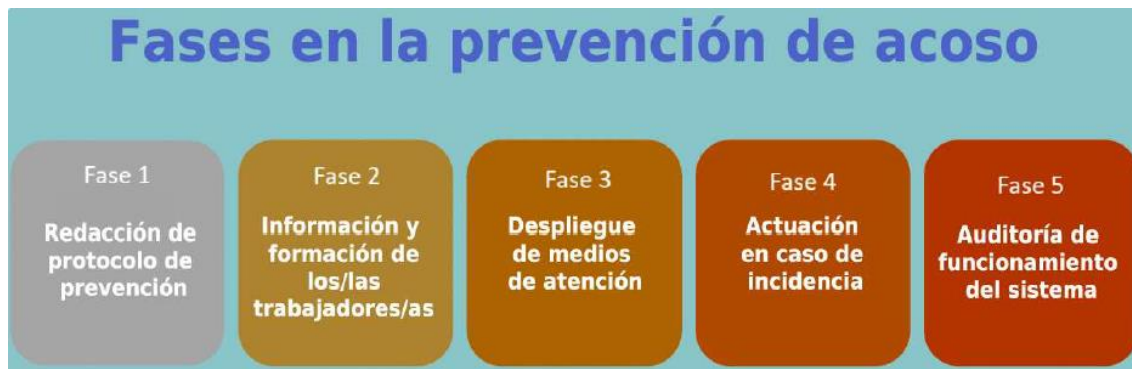 Fases en la prevención de acoso
Fase 1
Redacción de
protocolo de
prevención
Fase 2
Información y
formación de
los/las
trabajadores/as
Fase 3
Despliegue
de medios
de atención
Fase 4
Actuación
en caso de
incidencia
Fase 5
Auditoría de
funcionamiento
del sistema